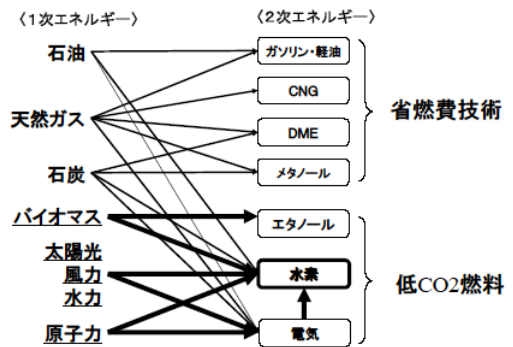 〈1次エネルギー〉
〈2次エネルギー〉
石油
天然ガス
石炭
バイオマス
太陽光
風力
水力
原子力
ガソリン・軽油
CNG
DME
メタノール
エタノール
水素
電気
省燃費技術
低CO2燃料